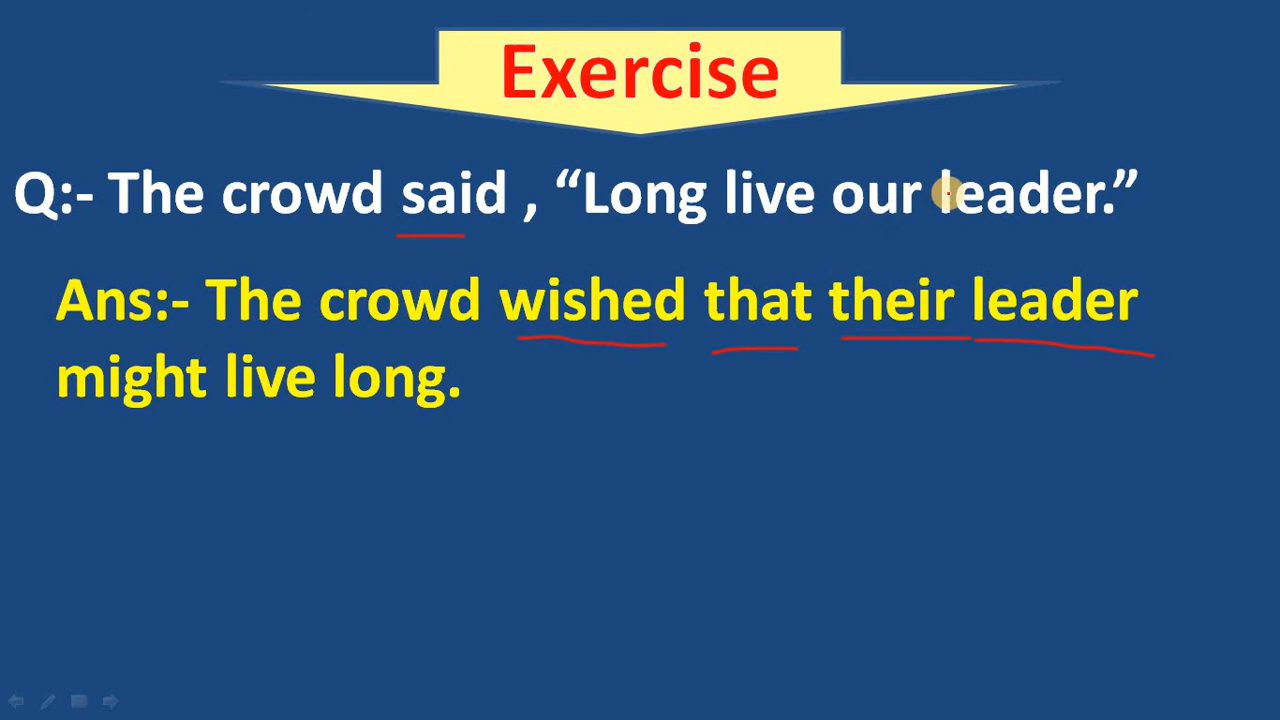 Exercise
Q:- The crowd said , “Long live our leader.”
Ans:- The crowd wished that their leader
might live long.